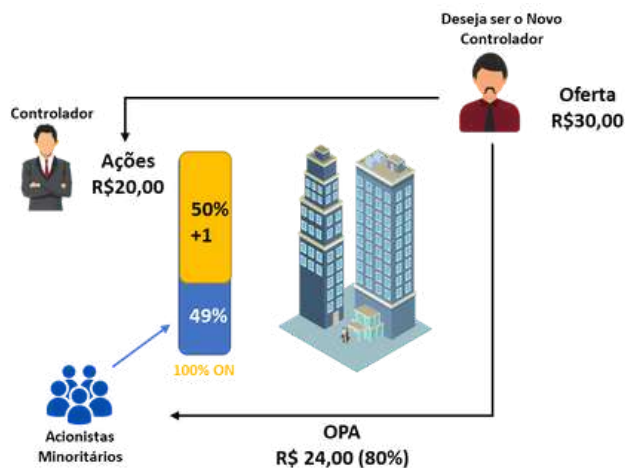 Deseja ser o Novo
Controlador
Oferta
R$30,00
Controlador
Ações
R$20,00
50%
+1
49%
100% ON
Acionistas
Minoritários
OPA
R$ 24,00 (80%)